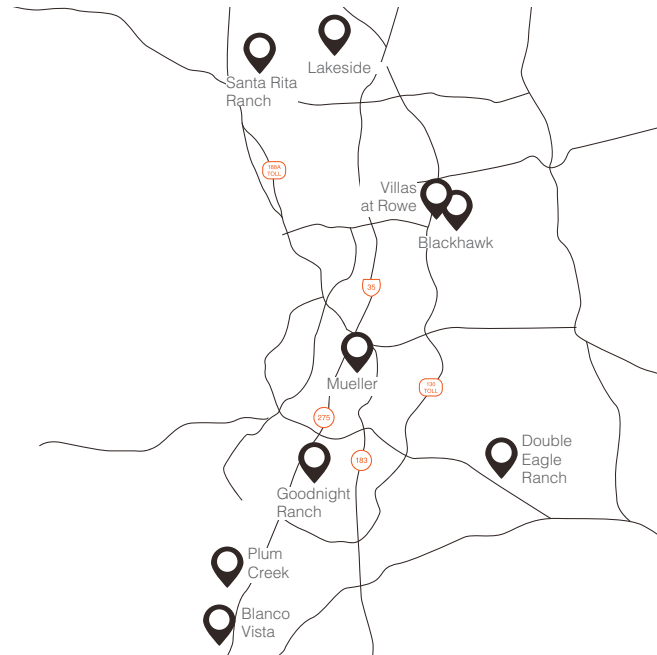 Lakeside
Santa Rita
Ranch
188A
TOLL
Villas
at Rowe
Blackhawk
35
Mueller
130
TOLL
275
183
Double
Eagle
Ranch
Goodnight
Ranch
Plum
Creek
Blanco
Vista